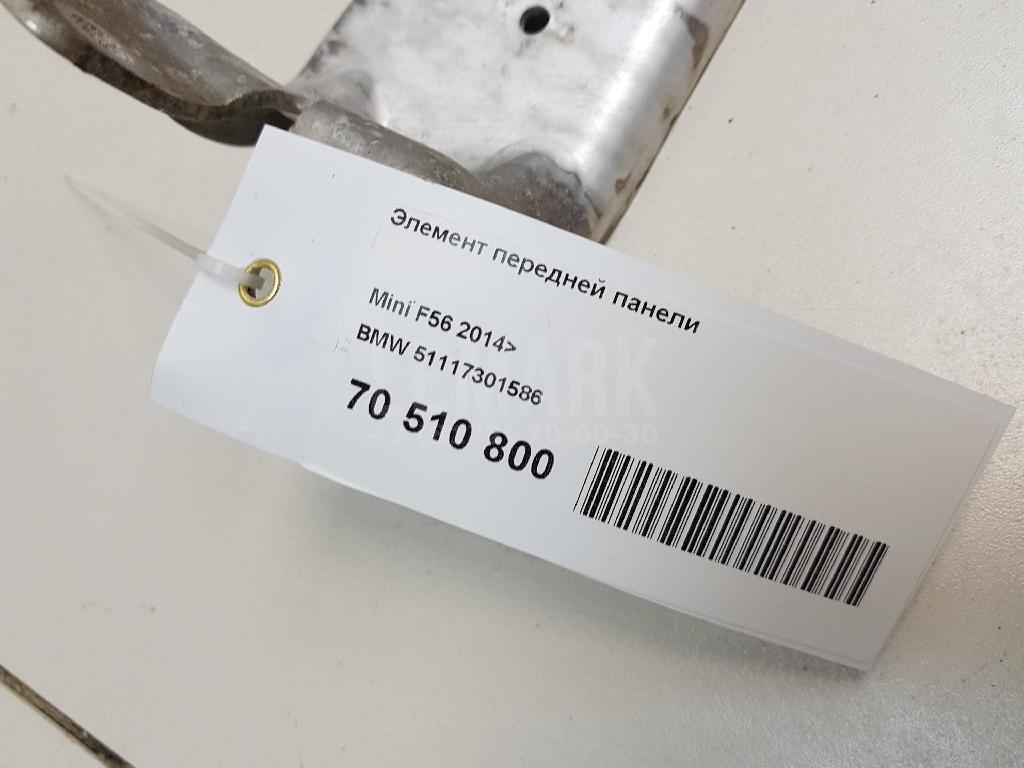 Элемент передней панели
Mini F56 2014>
BMW 51117301586
70 510 800